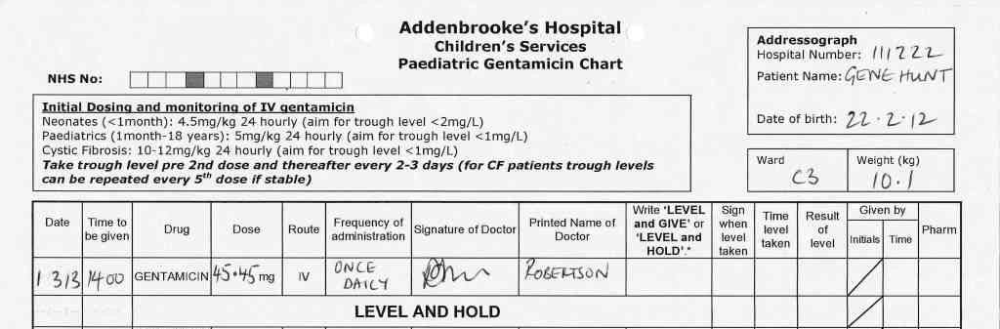 Addenbrooke's Hospital
Children's Services
Paediatric Gentamicin Chart
NHS No:
Addressograph
Hospital Number: 111222
Patient Name: GENE HUNT
Date of birth: 22.2.12
Initial Dosing and monitoring of IV gentamicin
Neonates (<1month): 4.5mg/kg 24 hourly (aim for trough level <2mg/L)
Paediatrics (1month-18 years): 5mg/kg 24 hourly (aim for trough level <1mg/L)
Cystic Fibrosis: 10-12mg/kg 24 hourly (aim for trough level <1mg/L)
Take trough level pre 2nd dose and thereafter every 2-3 days (for CF patients trough levels
can be repeated every 5th dose if stable)
Ward
C3
Weight (kg)
10.1
Date
Time to
be given
Drug
Dose
Route
Frequency of
administration
Signature of Doctor
Printed Name of
Doctor
Write 'LEVEL
and GIVE' or
'LEVEL and
HOLD'.*
Sign
when
level
taken
Time
level
taken
Result
of
level
Given by
Initials
Time
Pharm
1 3 13
1400
GENTAMICIN
45.45 mg
IV
ONCE
DAILY
ROBERTSON
LEVEL AND HOLD